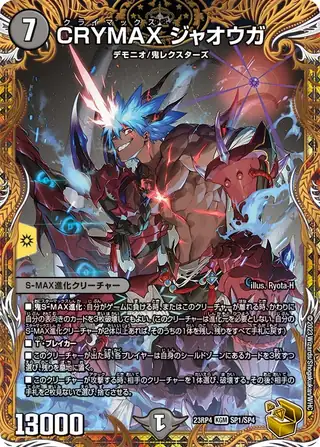 7
クライマックス
CRYMAX ジャオウガ
デモニオ/鬼レクスターズ
illus. Ryota-H
S-MAX進化クリーチャー
■鬼S-MAX進化:自分がゲームに負ける時、またはこのクリーチャーが離れる時、かわりに
自分の表向きのカードを3枚破壊してもよい。(このクリーチャーは進化元を必要としない。自分の
S-MAX進化クリーチャーが2体以上あれば、そのうちの1体を残し、残りをすべて手札に戻す)
■T・ブレイカー
■このクリーチャーが出た時、各プレイヤーは自身のシールドゾーンにあるカードを3枚ずつ
選び、残りを墓地に置く。
■このクリーチャーが攻撃する時、相手のクリーチャーを1体選び、破壊する。その後、相手の
手札を2枚見ないで選び、捨てさせる。
13000
23RP4 KGM SP1/SP4